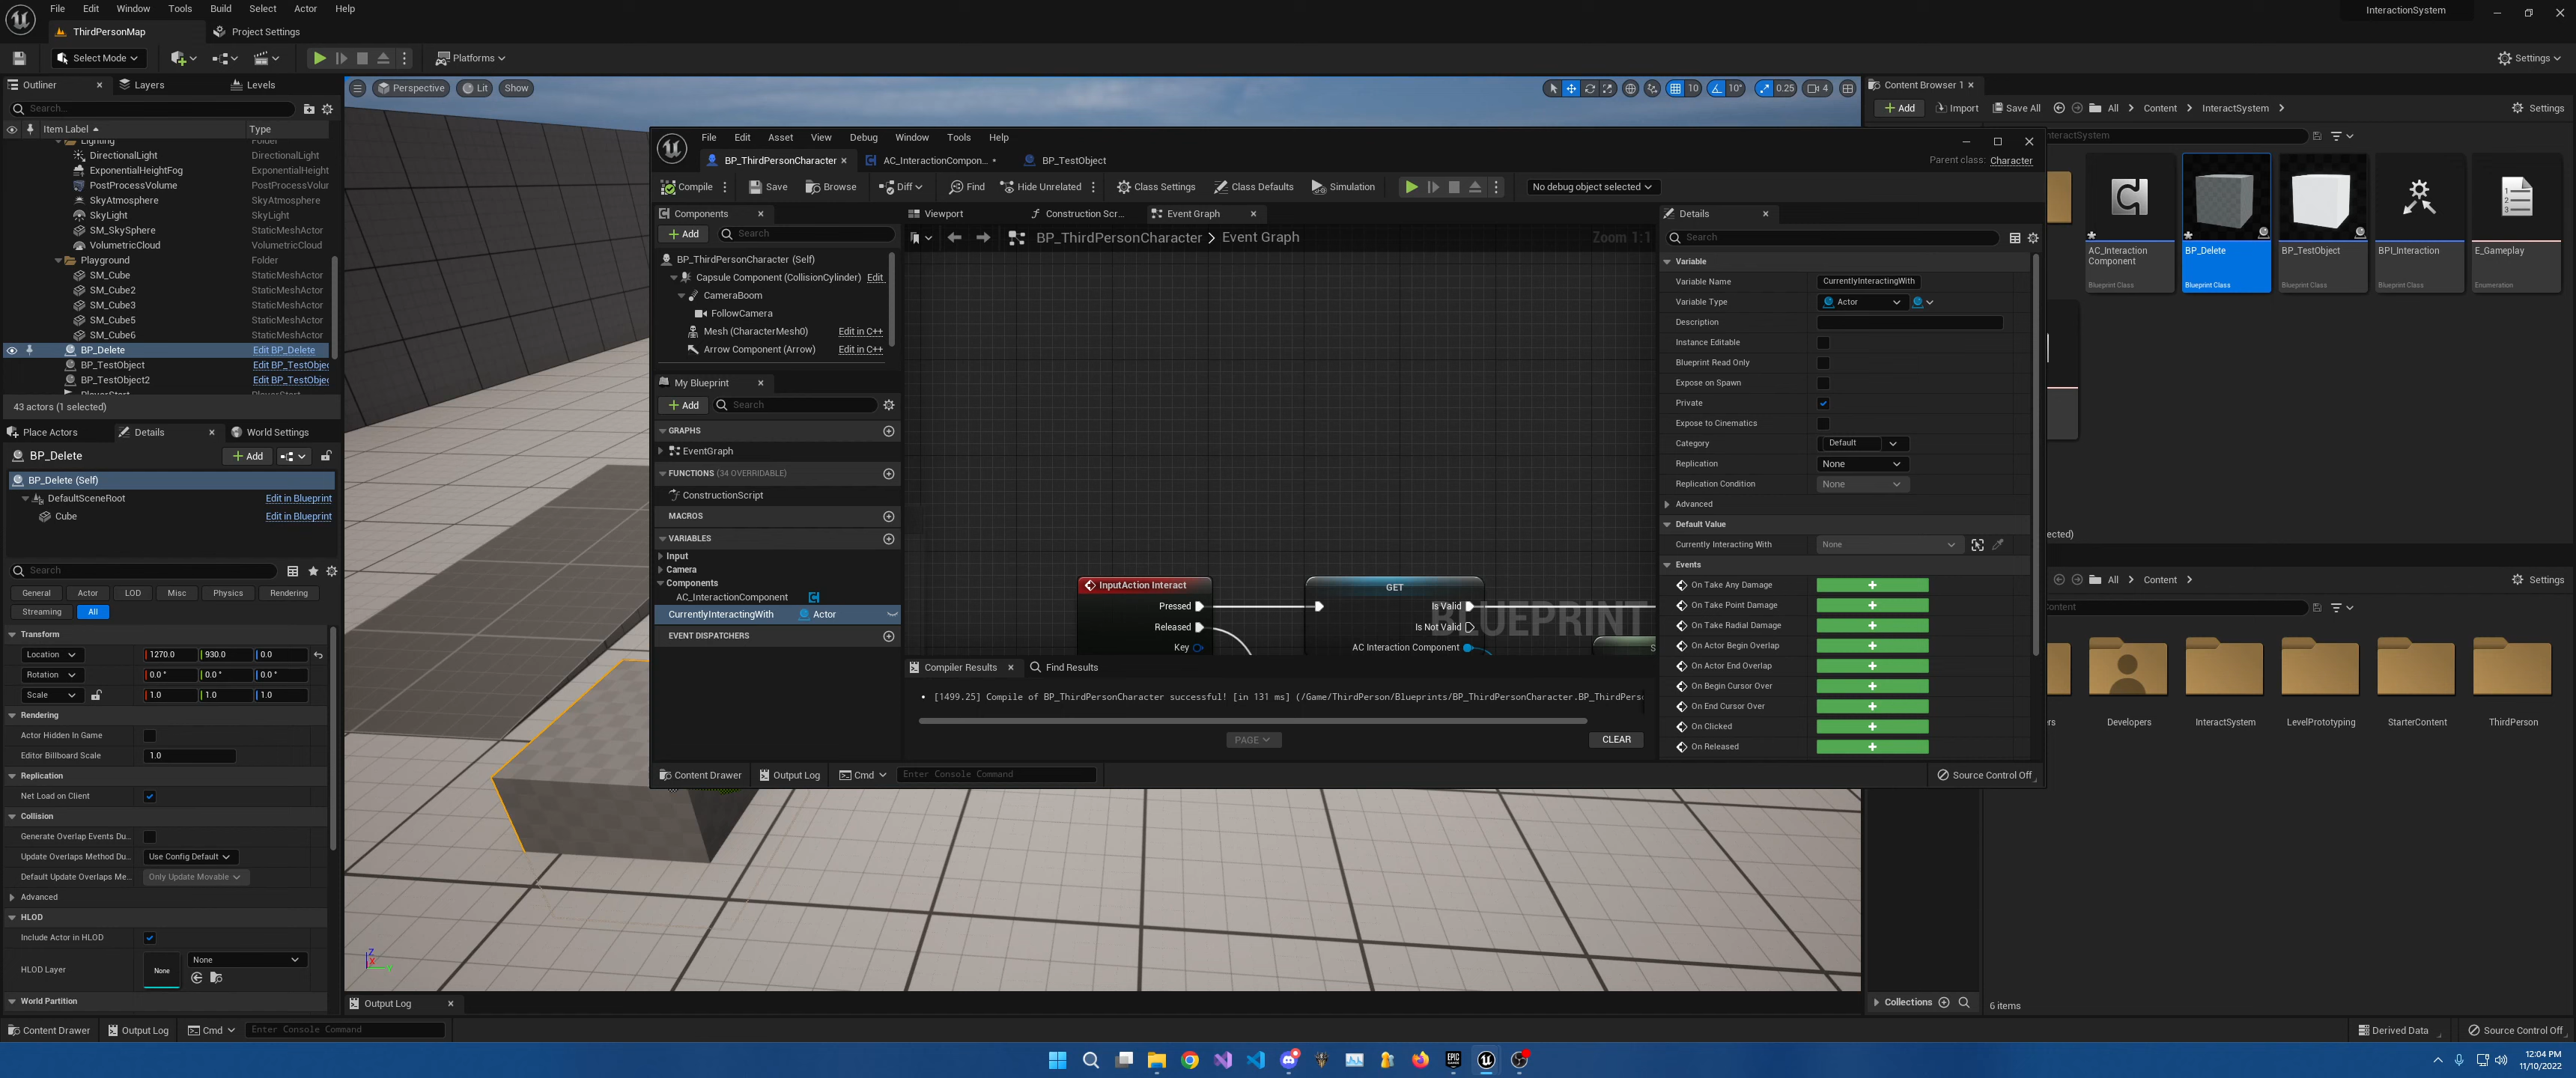 File Edit Window Tools Build Select Actor Help
InteractionSystem
ThirdPersonMap
Project Settings
Select Mode
Platforms
Settings
Outliner
Layers
Levels
Search...
Item Label
Type
Lighting Folder
DirectionalLight DirectionalLight
ExponentialHeightFog ExponentialHeight
PostProcessVolume PostProcessVolur
SkyAtmosphere SkyAtmosphere
SkyLight SkyLight
SM_SkySphere StaticMeshActor
VolumetricCloud VolumetricCloud
Playground Folder
SM_Cube StaticMeshActor
SM_Cube2 StaticMeshActor
SM_Cube3 StaticMeshActor
SM_Cube5 StaticMeshActor
SM_Cube6 StaticMeshActor
BP_Delete Edit BP_Delete
BP_TestObject Edit BP_TestObjec
BP_TestObject2 Edit BP_TestObjec
43 actors (1 selected)
Place Actors
Details
World Settings
BP_Delete
Add
BP_Delete (Self)
DefaultSceneRoot Edit in Blueprint
Cube Edit in Blueprint
Search
General Actor LOD Misc Physics Rendering
Streaming All
Transform
Location 1270.0 930.0 0.0
Rotation 0.0 ° 0.0 ° 0.0 °
Scale 1.0 1.0 1.0
Rendering
Actor Hidden In Game
Editor Billboard Scale 1.0
Replication
Net Load on Client
Collision
Generate Overlap Events Du...
Update Overlaps Method Du... Use Config Default
Default Update Overlaps Me... Only Update Movable
Advanced
HLOD
Include Actor in HLOD
HLOD Layer None None
World Partition
Perspective Lit Show
10 10° 0.25 4
File Edit Asset View Debug Window Tools Help
BP_ThirdPersonCharacter
AC_InteractionCompon... •
BP_TestObject
Parent class: Character
Compile Save Browse Diff Find Hide Unrelated Class Settings Class Defaults Simulation No debug object selected
Components
Add Search
BP_ThirdPersonCharacter (Self)
Capsule Component (CollisionCylinder) Edit
CameraBoom
FollowCamera
Mesh (CharacterMesh0) Edit in C++
Arrow Component (Arrow) Edit in C++
My Blueprint
Add Search
GRAPHS
EventGraph
FUNCTIONS (34 OVERRIDABLE)
ConstructionScript
MACROS
VARIABLES
Input
Camera
Components
AC_InteractionComponent
CurrentlyInteractingWith Actor
EVENT DISPATCHERS
Viewport
Construction Scr...
Event Graph
BP_ThirdPersonCharacter > Event Graph
Zoom 1:1
InputAction Interact
Pressed
Released
Key
GET
Is Valid
Is Not Valid
AC Interaction Component
S
BLUEPRINT
Compiler Results
Find Results
[1499.25] Compile of BP_ThirdPersonCharacter successful! [in 131 ms] (/Game/ThirdPerson/Blueprints/BP_ThirdPersonCharacter.BP_ThirdPers
PAGE
CLEAR
Content Drawer Output Log Cmd Enter Console Command
Source Control Off
Details
Search
Variable
Variable Name CurrentlyInteractingWith
Variable Type Actor
Description
Instance Editable
Blueprint Read Only
Expose on Spawn
Private
Expose to Cinematics
Category Default
Replication None
Replication Condition None
Advanced
Default Value
Currently Interacting With None
Events
On Take Any Damage
On Take Point Damage
On Take Radial Damage
On Actor Begin Overlap
On Actor End Overlap
On Begin Cursor Over
On End Cursor Over
On Clicked
On Released
Content Browser 1
Add Import Save All All Content InteractSystem Settings
nteractSystem
AC_Interaction
Component
Blueprint Class
BP_Delete
Blueprint Class
BP_TestObject
Blueprint Class
BPI_Interaction
Blueprint Class
E_Gameplay
Enumeration
ected)
All Content Settings
ontent
ers Developers InteractSystem LevelPrototyping StarterContent ThirdPerson
Collections
6 items
Output Log
Content Drawer Output Log Cmd Enter Console Command
Derived Data Source Control Off
Z X Y
EPIC GAMES
12:04 PM
11/10/2022